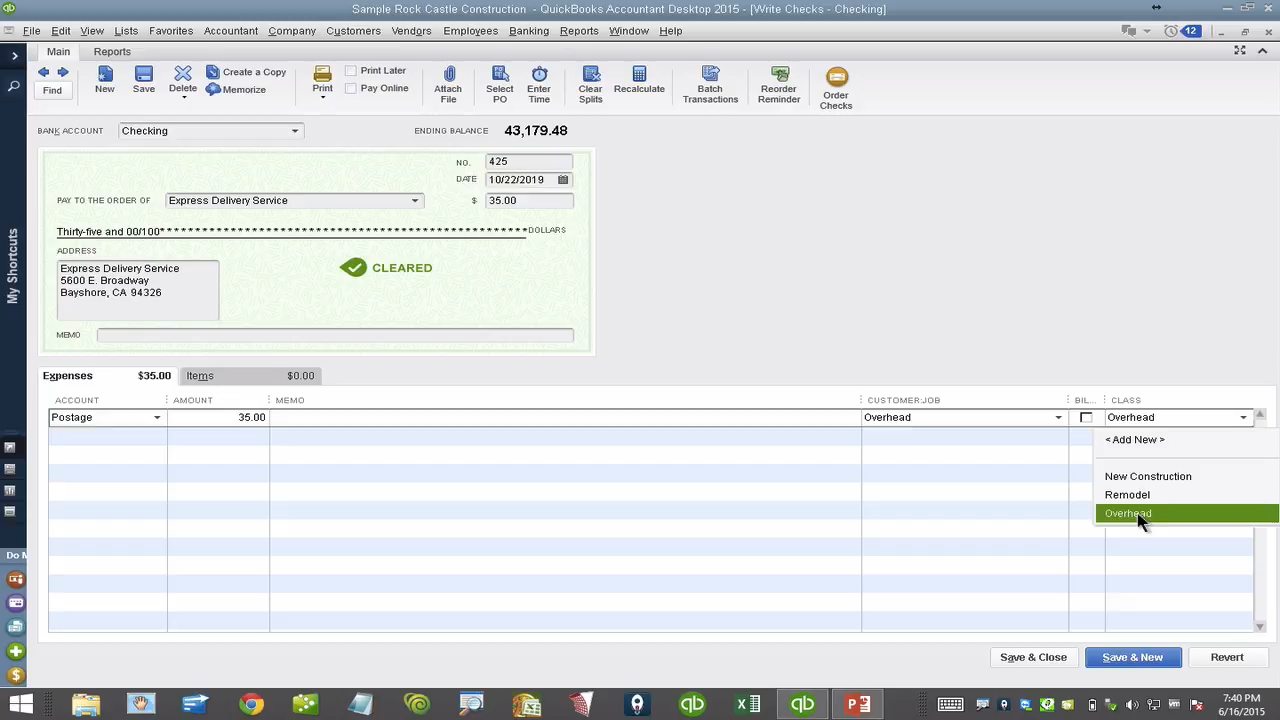 Sample Rock Castle Construction - QuickBooks Accountant Desktop 2015 - [Write Checks - Checking]
File Edit View Lists Favorites Accountant Company Customers Vendors Employees Banking Reports Window Help 12
Main Reports
Find
New
Save
Delete
Create a Copy
Memorize
Print
Print Later
Pay Online
Attach File
Select PO
Enter Time
Clear Splits
Recalculate
Batch Transactions
Reorder Reminder
Order Checks
BANK ACCOUNT Checking ENDING BALANCE 43,179.48
NO. 425
DATE 10/22/2019
PAY TO THE ORDER OF Express Delivery Service $ 35.00
Thirty-five and 00/100* * * * * * * * * * * * * * * * * * * * * * * * * * * * * * * * * * * * * * * * * * * * * * * * * * * * DOLLARS
ADDRESS
Express Delivery Service
5600 E. Broadway
Bayshore, CA 94326
CLEARED
MEMO
Expenses $35.00 Items $0.00
ACCOUNT AMOUNT MEMO CUSTOMER:JOB BIL... CLASS
Postage 35.00 Overhead Overhead
< Add New >
New Construction
Remodel
Overhead
My Shortcuts
Do M
Save & Close Save & New Revert
7:40 PM
6/16/2015